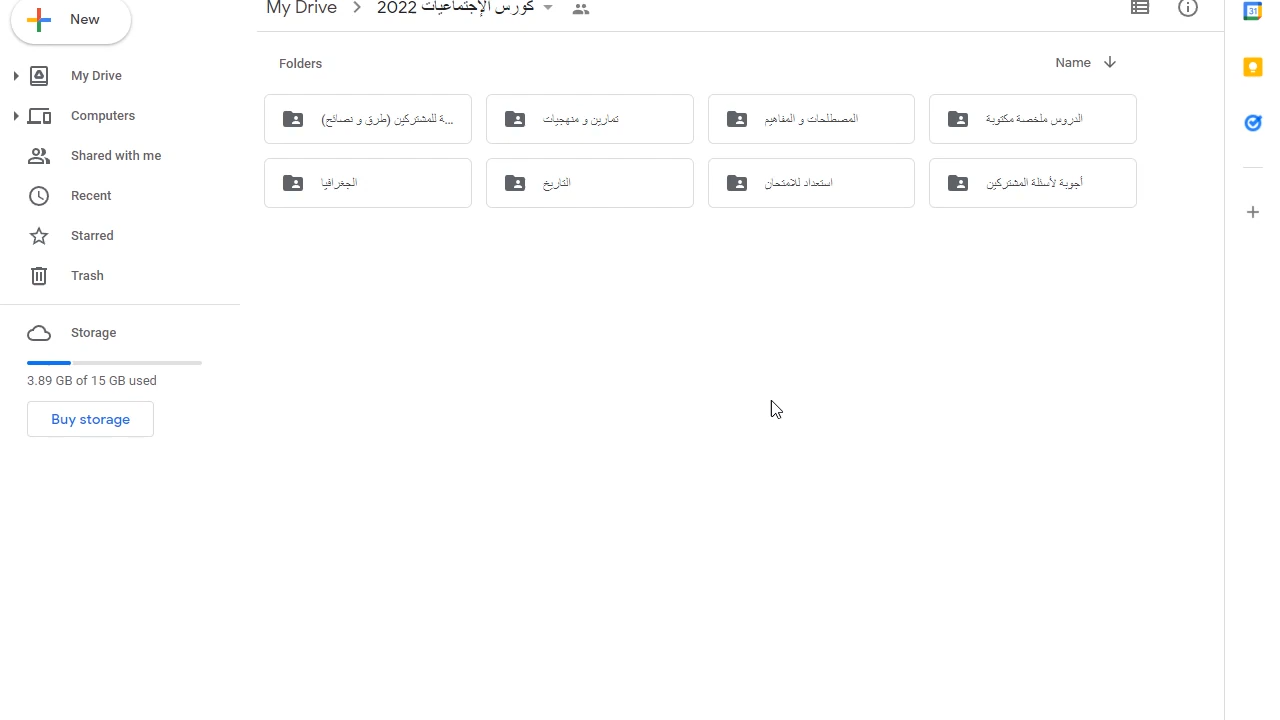 New
My Drive
Computers
Shared with me
Recent
Starred
Trash
Storage
3.89 GB of 15 GB used
Buy storage
My Drive > كورس الإجتماعيات 2022
Folders
Name
ة للمشتركين (طرق و نصائح)...
تمارين و منهجيات
المصطلحات و المفاهيم
الدروس ملخصة مكتوبة
الجغرافيا
التاريخ
استعداد للامتحان
أجوبة لأسئلة المشتركين
31